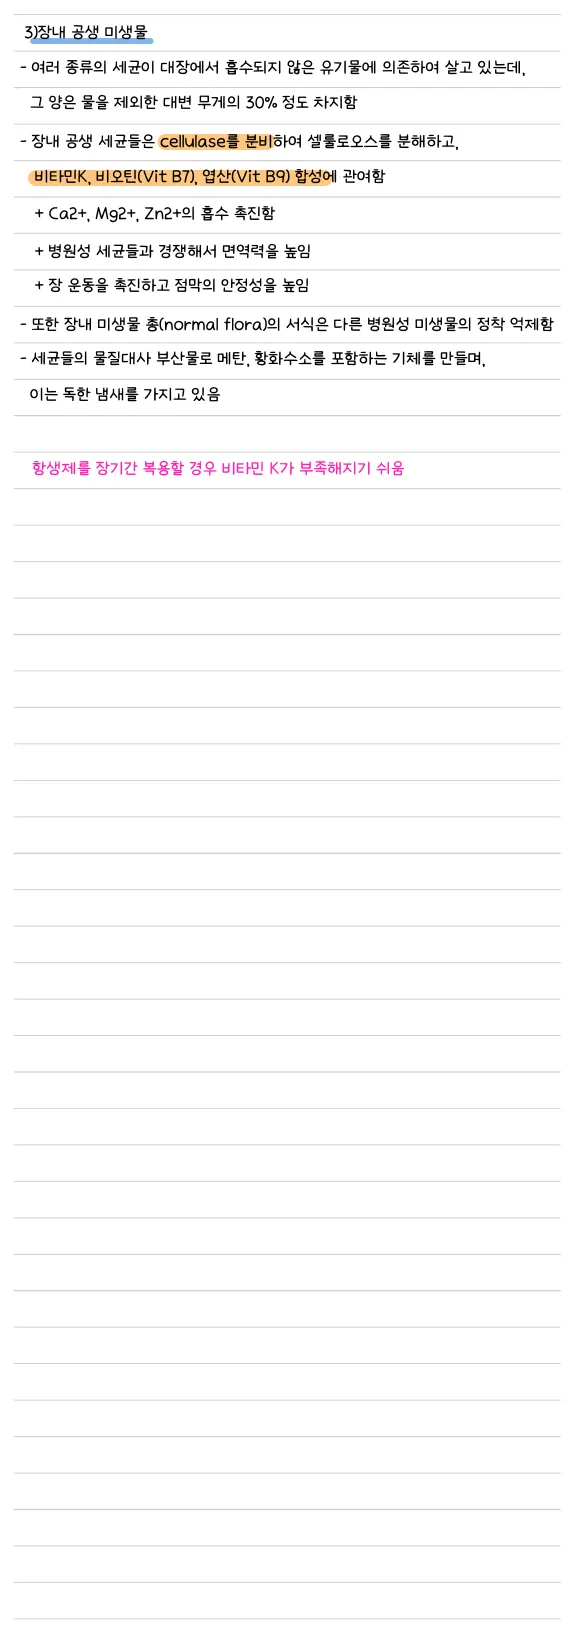 3)장내 공생 미생물
- 여러 종류의 세균이 대장에서 흡수되지 않은 유기물에 의존하여 살고 있는데,
그 양은 물을 제외한 대변 무게의 30% 정도 차지함
- 장내 공생 세균들은 cellulase를 분비하여 셀룰로오스를 분해하고,
비타민K, 비오틴(Vit B7), 엽산(Vit B9) 합성에 관여함
+ Ca2+, Mg2+, Zn2+의 흡수 촉진함
+ 병원성 세균들과 경쟁해서 면역력을 높임
+ 장 운동을 촉진하고 점막의 안정성을 높임
- 또한 장내 미생물 총(normal flora)의 서식은 다른 병원성 미생물의 정착 억제함
- 세균들의 물질대사 부산물로 메탄, 황화수소를 포함하는 기체를 만들며,
이는 독한 냄새를 가지고 있음
항생제를 장기간 복용할 경우 비타민 K가 부족해지기 쉬움